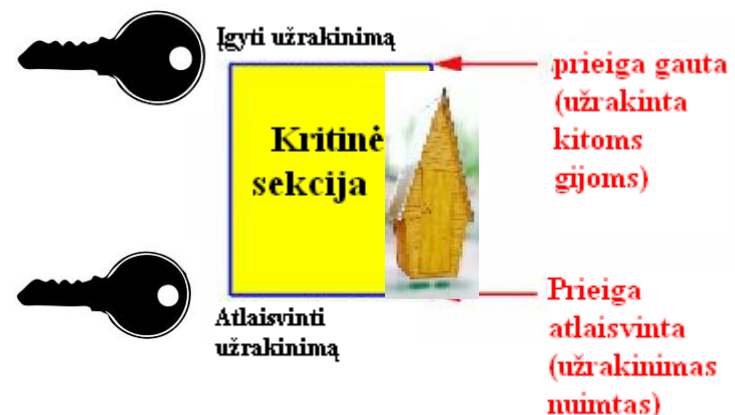 Įgyti užrakinimą
prieiga gauta
(užrakinta
kitoms
gijoms)
Kritinė
sekcija
Atlaisvinti
užrakinimą
Prieiga
atlaisvinta
(užrakinimas
nuimtas)